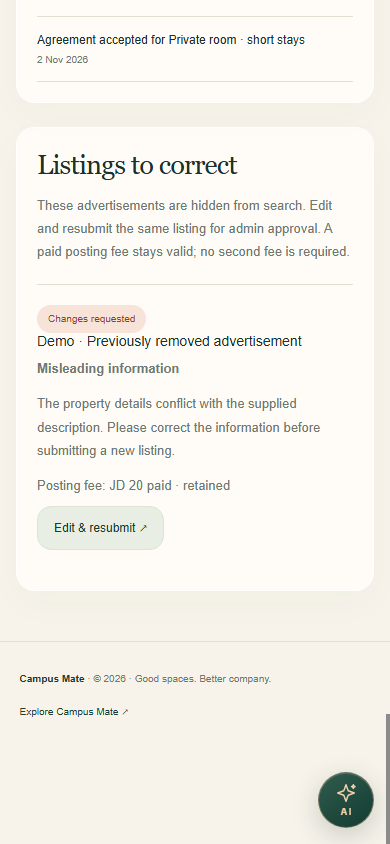 Agreement accepted for Private room · short stays
2 Nov 2026
Listings to correct
These advertisements are hidden from search. Edit
and resubmit the same listing for admin approval. A
paid posting fee stays valid; no second fee is required.
Changes requested
Demo · Previously removed advertisement
Misleading information
The property details conflict with the supplied
description. Please correct the information before
submitting a new listing.
Posting fee: JD 20 paid · retained
Edit & resubmit ↗
Campus Mate · © 2026 · Good spaces. Better company.
Explore Campus Mate ↗
AI